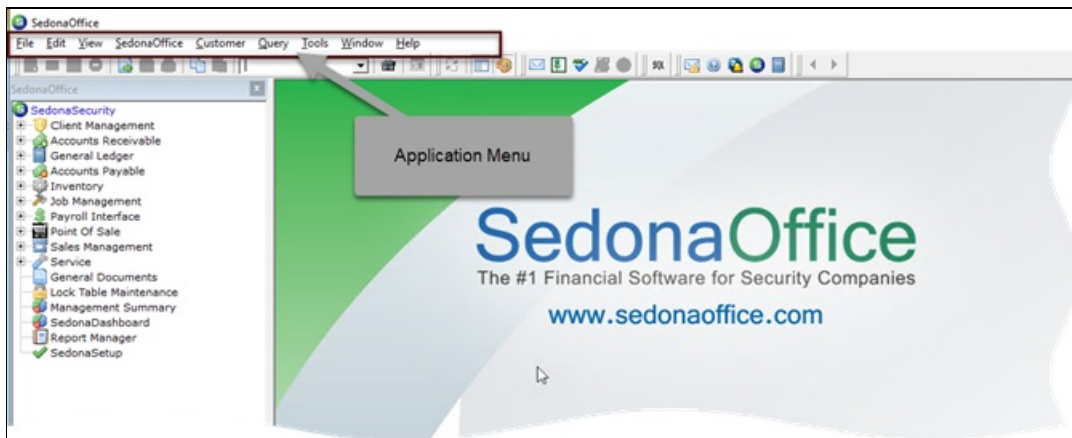 SedonaOffice
File Edit View SedonaOffice Customer Query Tools Window Help
SQL
SedonaOffice
SedonaSecurity
Client Management
Accounts Receivable
General Ledger
Accounts Payable
Inventory
Job Management
Payroll Interface
Point Of Sale
Sales Management
Service
General Documents
Lock Table Maintenance
Management Summary
SedonaDashboard
Report Manager
SedonaSetup
Application Menu
SedonaOffice
The #1 Financial Software for Security Companies
www.sedonaoffice.com